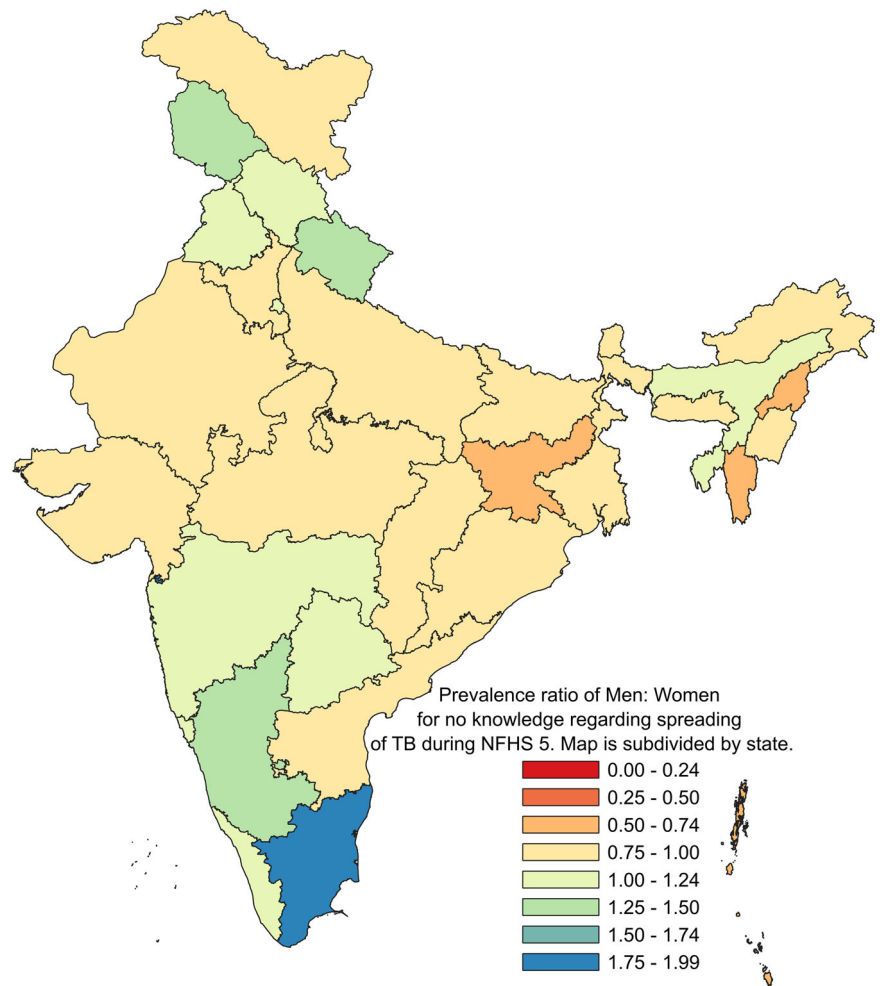 Prevalence ratio of Men: Women
for no knowledge regarding spreading
of TB during NFHS 5. Map is subdivided by state.
0.00 - 0.24
0.25 - 0.50
0.50 - 0.74
0.75 - 1.00
1.00 - 1.24
1.25 - 1.50
1.50 - 1.74
1.75 - 1.99